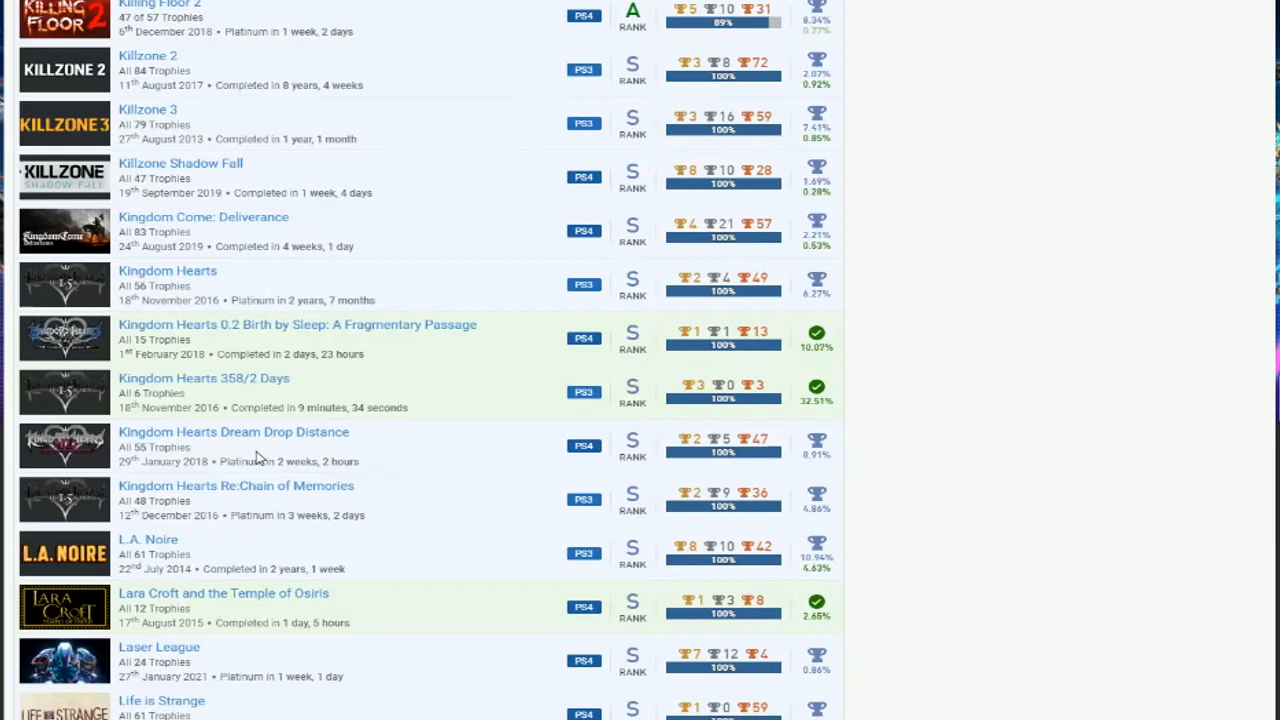 KILLING FLOOR 2
Killing Floor 2
47 of 57 Trophies
6th December 2018 • Platinum in 1 week, 2 days
PS4
A RANK
5 10 31
89%
8.34%
0.77%
KILLZONE 2
Killzone 2
All 84 Trophies
11th August 2017 • Completed in 8 years, 4 weeks
PS3
S RANK
3 8 72
100%
2.07%
0.92%
KILLZONE 3
Killzone 3
All 79 Trophies
27th August 2013 • Completed in 1 year, 1 month
PS3
S RANK
3 16 59
100%
7.41%
0.85%
KILLZONE
SHADOW FALL
Killzone Shadow Fall
All 47 Trophies
19th September 2019 • Completed in 1 week, 4 days
PS4
S RANK
8 10 28
100%
1.69%
0.28%
Kingdom Come
Kingdom Come: Deliverance
All 83 Trophies
24th August 2019 • Completed in 4 weeks, 1 day
PS4
S RANK
4 21 57
100%
2.21%
0.53%
1.5
Kingdom Hearts
All 56 Trophies
18th November 2016 • Platinum in 2 years, 7 months
PS3
S RANK
2 4 49
100%
6.27%
Kingdom Hearts 0.2 Birth by Sleep: A Fragmentary Passage
All 15 Trophies
1st February 2018 • Completed in 2 days, 23 hours
PS4
S RANK
1 1 13
100%
10.07%
1.5
Kingdom Hearts 358/2 Days
All 6 Trophies
18th November 2016 • Completed in 9 minutes, 34 seconds
PS3
S RANK
3 0 3
100%
32.51%
Kingdom Hearts Dream Drop Distance
All 55 Trophies
29th January 2018 • Platinum in 2 weeks, 2 hours
PS4
S RANK
2 5 47
100%
8.91%
1.5
Kingdom Hearts Re:Chain of Memories
All 48 Trophies
12th December 2016 • Platinum in 3 weeks, 2 days
PS3
S RANK
2 9 36
100%
4.86%
L.A. NOIRE
L.A. Noire
All 61 Trophies
22nd July 2014 • Completed in 2 years, 1 week
PS3
S RANK
8 10 42
100%
10.94%
4.63%
LARA CROFT
Lara Croft and the Temple of Osiris
All 12 Trophies
7th August 2015 • Completed in 1 day, 5 hours
PS4
S RANK
1 3 8
100%
2.65%
Laser League
All 24 Trophies
27th January 2021 • Platinum in 1 week, 1 day
PS4
S RANK
7 12 4
100%
0.86%
LIFE IS STRANGE
Life is Strange
All 61 Trophies
PS4
S
1 0 59
100%